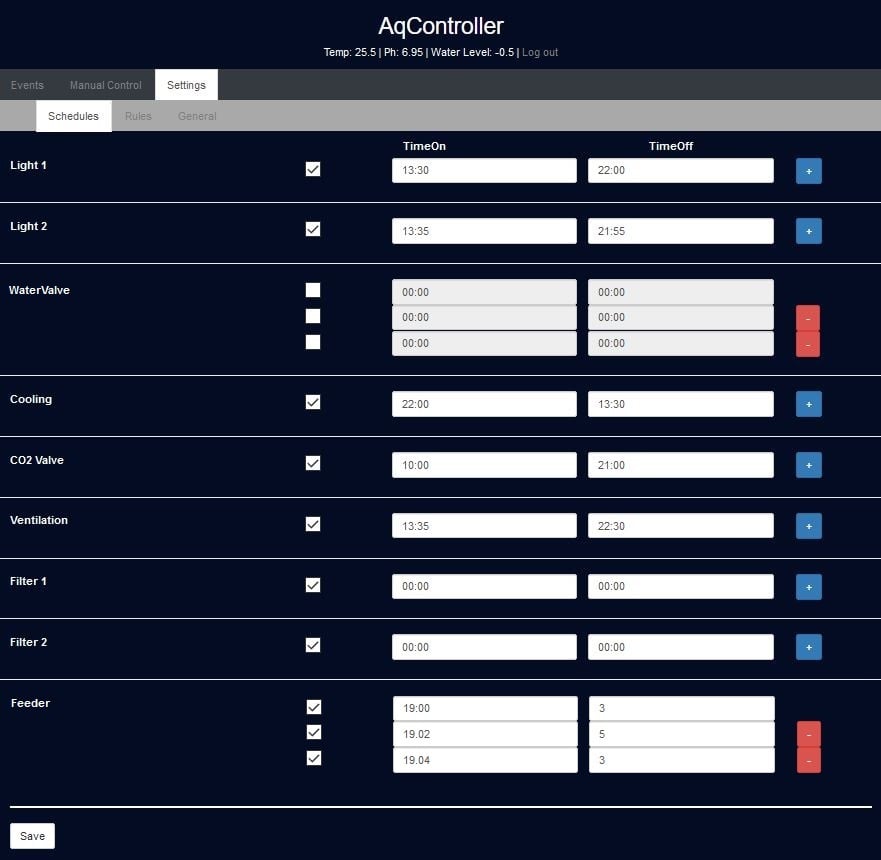 AqController
Temp: 25.5 | Ph: 6.95 | Water Level: -0.5 | Log out
Events Manual Control Settings
Schedules Rules General
TimeOn TimeOff
Light 1 13:30 22:00 +
Light 2 13:35 21:55 +
WaterValve 00:00 00:00
00:00 00:00 -
00:00 00:00 -
Cooling 22:00 13:30 +
CO2 Valve 10:00 21:00 +
Ventilation 13:35 22:30 +
Filter 1 00:00 00:00 +
Filter 2 00:00 00:00 +
Feeder 19:00 3
19.02 5 -
19.04 3 -
Save